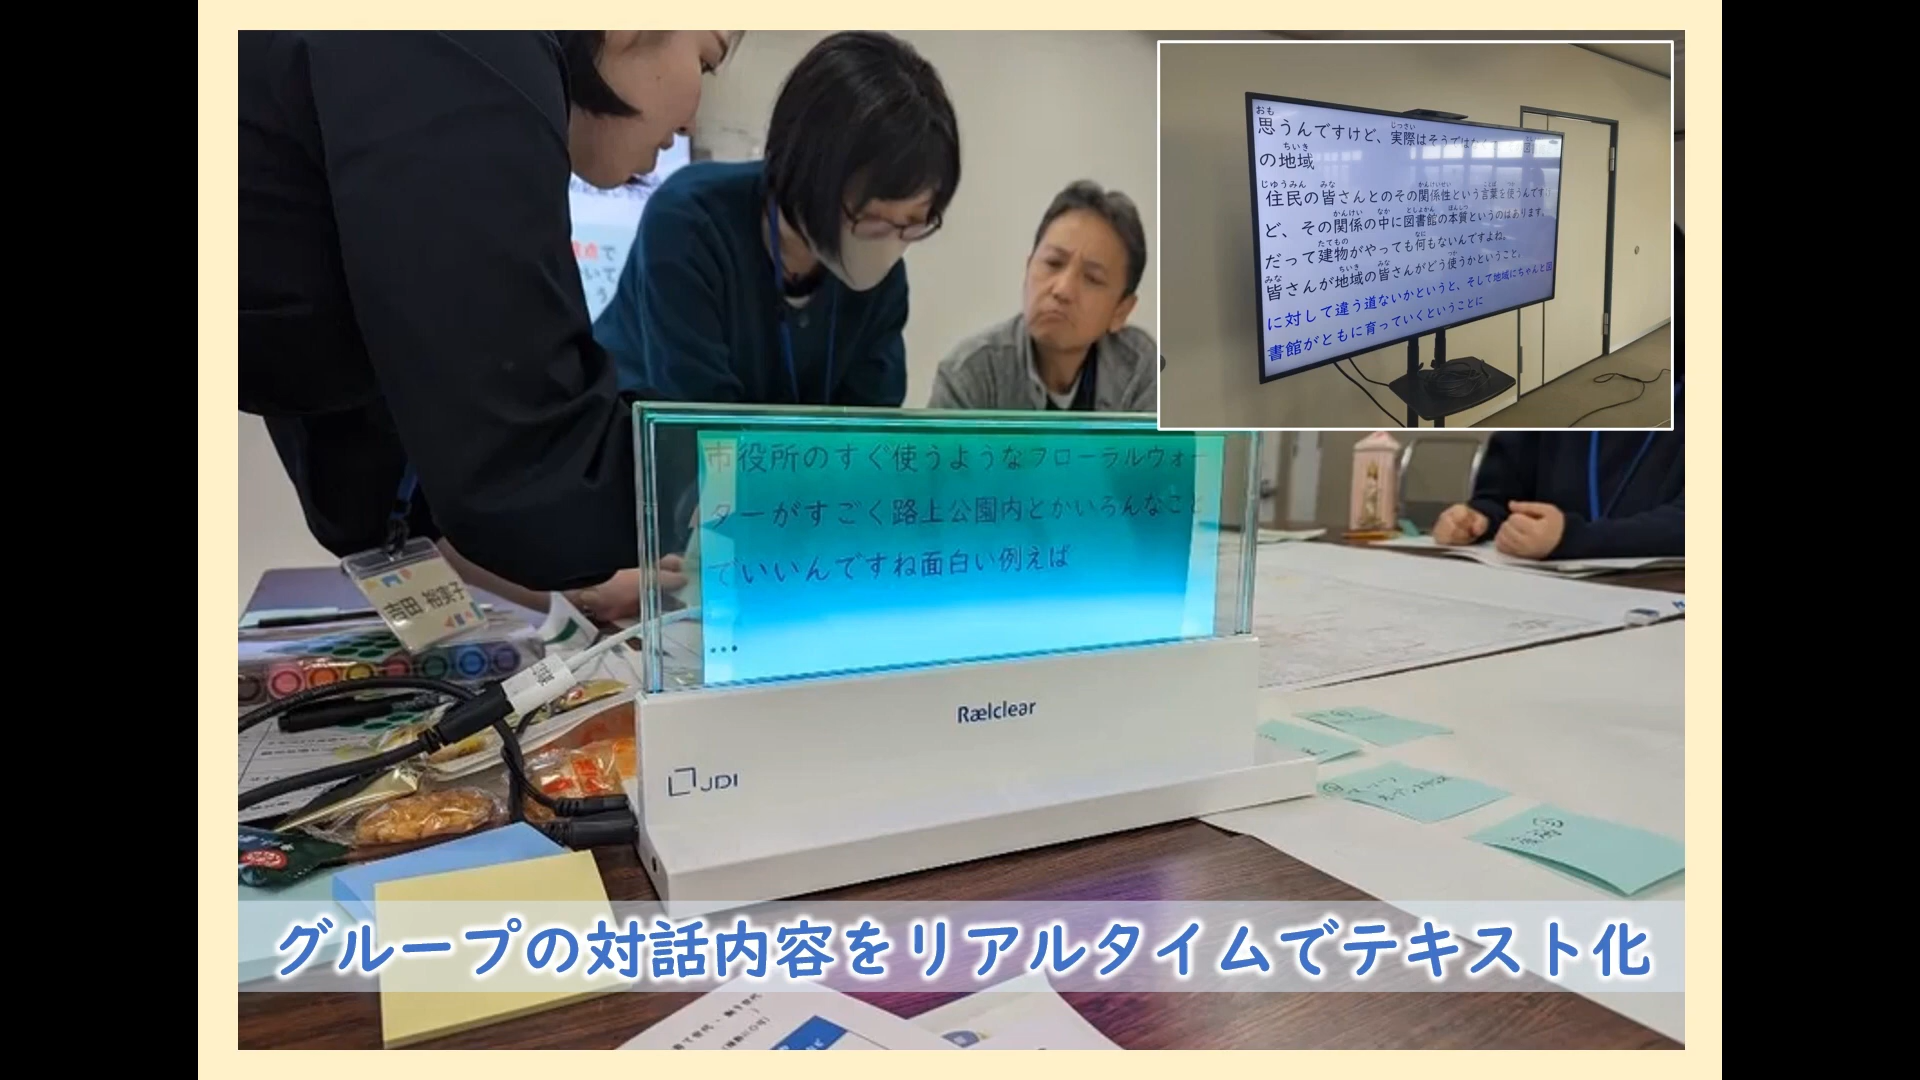 思うんですけど、実際はそうでは
の地域
住民の皆さんとのその関係性という言葉を使うんです
ど、その関係の中に図書館の本質というのはあります。
だって建物がやっても何もないんですよね。
皆さんが地域の皆さんがどう使うかということ、
に対して違う道ないかというと、そして地域にちゃんと図
書館がともに育っていくということに
市役所のすぐ使うようなフローラルウォー
ターがすごく路上公園内とかいろんなこと
でいいんですね面白い例えば
...
Rælclear
JDI
グループの対話内容をリアルタイムでテキスト化